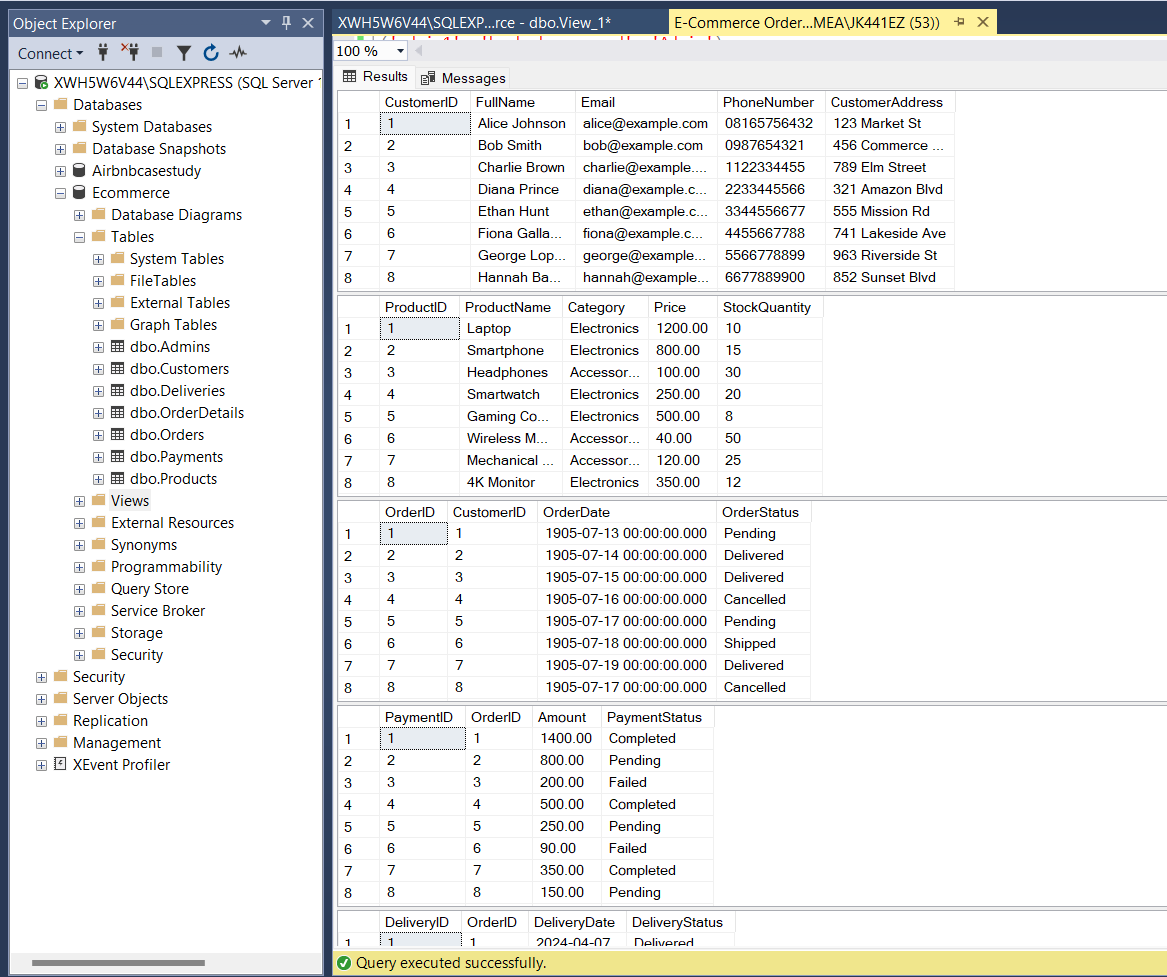 Object Explorer
Connect
XWH5W6V44\SQLEXPRESS (SQL Server 1
Databases
System Databases
Database Snapshots
Airbnbcasestudy
Ecommerce
Database Diagrams
Tables
System Tables
FileTables
External Tables
Graph Tables
dbo.Admins
dbo.Customers
dbo.Deliveries
dbo.OrderDetails
dbo.Orders
dbo.Payments
dbo.Products
Views
External Resources
Synonyms
Programmability
Query Store
Service Broker
Storage
Security
Security
Server Objects
Replication
Management
XEvent Profiler
XWH5W6V44\SQLEXP...rce - dbo.View_1* E-Commerce Order...MEA\JK441EZ (53))
100 %
Results Messages
CustomerID FullName Email PhoneNumber CustomerAddress
1 1 Alice Johnson alice@example.com 08165756432 123 Market St
2 2 Bob Smith bob@example.com 0987654321 456 Commerce ...
3 3 Charlie Brown charlie@example.... 1122334455 789 Elm Street
4 4 Diana Prince diana@example.c... 2233445566 321 Amazon Blvd
5 5 Ethan Hunt ethan@example.c... 3344556677 555 Mission Rd
6 6 Fiona Galla... fiona@example.c... 4455667788 741 Lakeside Ave
7 7 George Lop... george@example... 5566778899 963 Riverside St
8 8 Hannah Ba... hannah@example... 6677889900 852 Sunset Blvd
ProductID ProductName Category Price StockQuantity
1 1 Laptop Electronics 1200.00 10
2 2 Smartphone Electronics 800.00 15
3 3 Headphones Accessor... 100.00 30
4 4 Smartwatch Electronics 250.00 20
5 5 Gaming Co... Electronics 500.00 8
6 6 Wireless M... Accessor... 40.00 50
7 7 Mechanical ... Accessor... 120.00 25
8 8 4K Monitor Electronics 350.00 12
OrderID CustomerID OrderDate OrderStatus
1 1 1 1905-07-13 00:00:00.000 Pending
2 2 2 1905-07-14 00:00:00.000 Delivered
3 3 3 1905-07-15 00:00:00.000 Delivered
4 4 4 1905-07-16 00:00:00.000 Cancelled
5 5 5 1905-07-17 00:00:00.000 Pending
6 6 6 1905-07-18 00:00:00.000 Shipped
7 7 7 1905-07-19 00:00:00.000 Delivered
8 8 8 1905-07-17 00:00:00.000 Cancelled
PaymentID OrderID Amount PaymentStatus
1 1 1 1400.00 Completed
2 2 2 800.00 Pending
3 3 3 200.00 Failed
4 4 4 500.00 Completed
5 5 5 250.00 Pending
6 6 6 90.00 Failed
7 7 7 350.00 Completed
8 8 8 150.00 Pending
DeliveryID OrderID DeliveryDate DeliveryStatus
1 1 1 2024-04-07 Delivered
Query executed successfully.